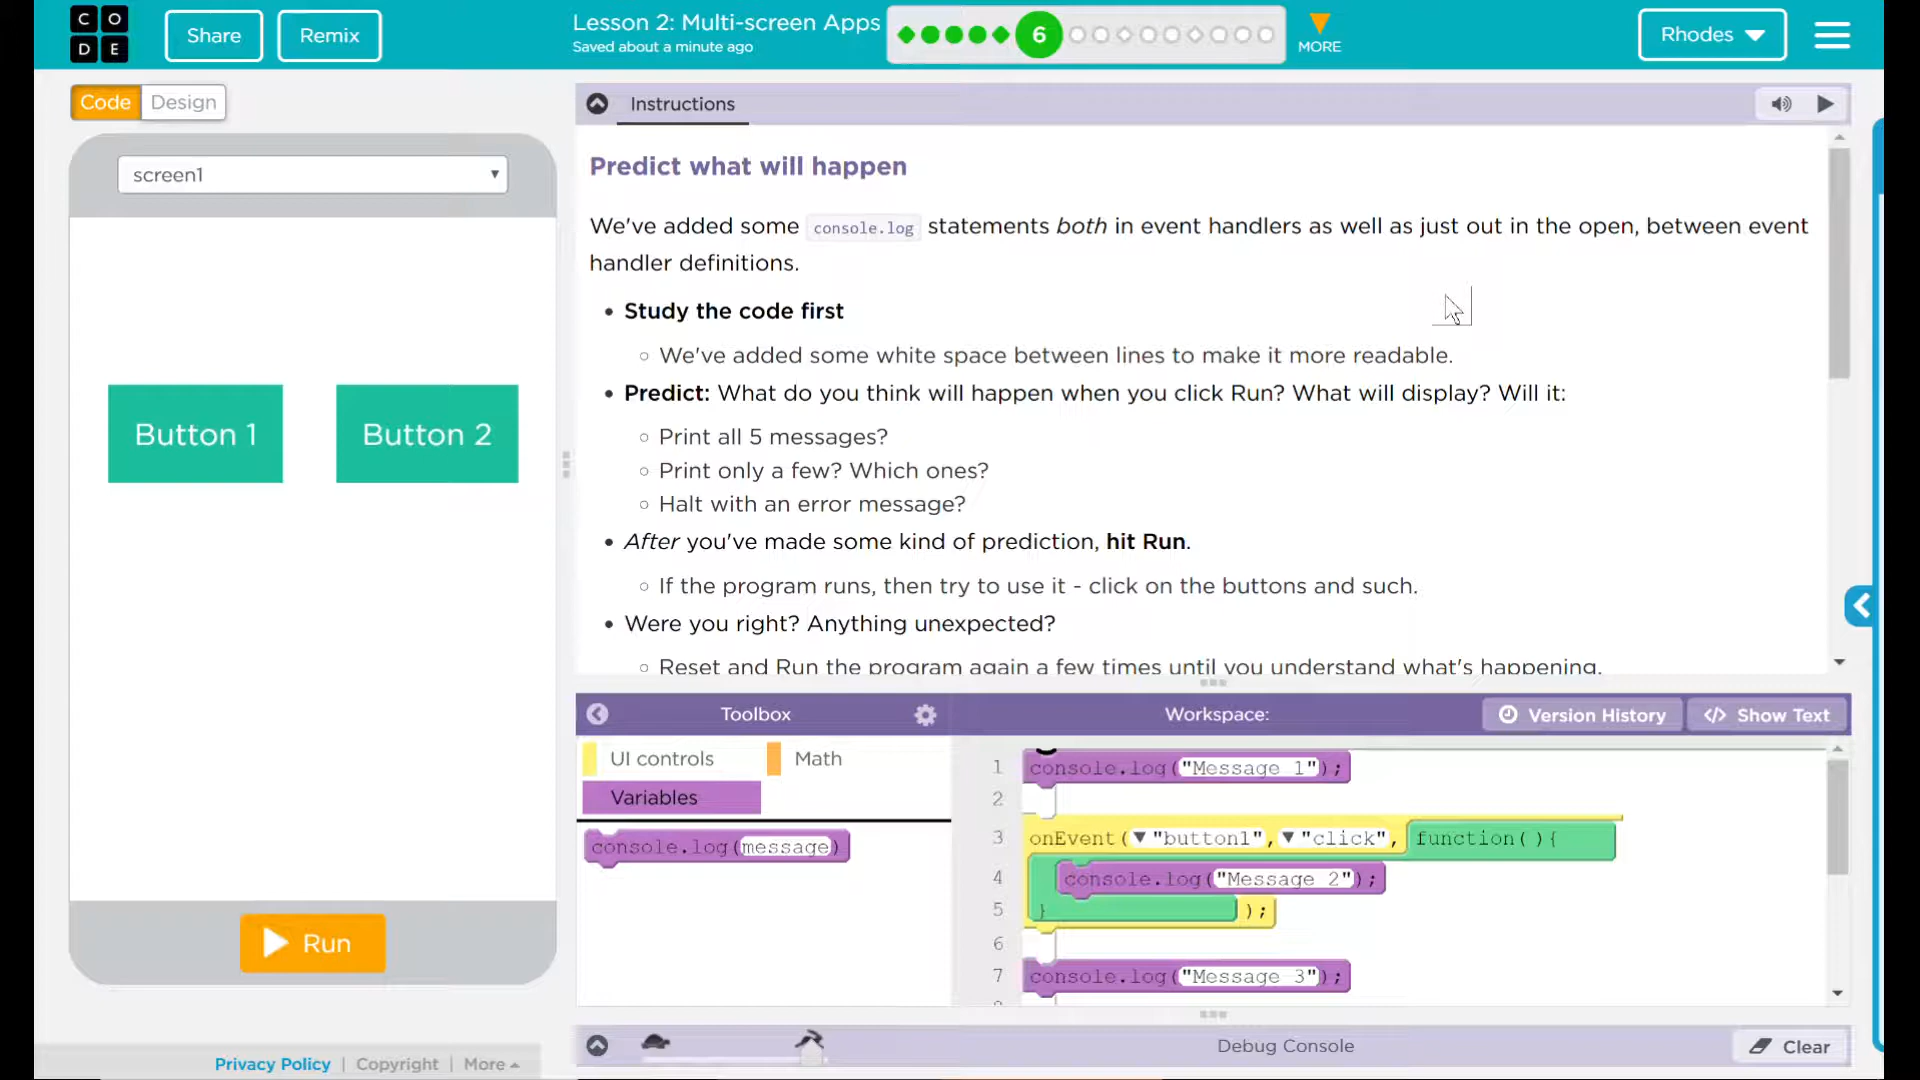 C O
D E
Share
Remix
Lesson 2: Multi-screen Apps
Saved about a minute ago
6
MORE
Rhodes
Code
Design
Instructions
screen1
Predict what will happen
We've added some console.log statements both in event handlers as well as just out in the open, between event
handler definitions.
Study the code first
We've added some white space between lines to make it more readable.
Predict: What do you think will happen when you click Run? What will display? Will it:
Print all 5 messages?
Print only a few? Which ones?
Halt with an error message?
After you've made some kind of prediction, hit Run.
If the program runs, then try to use it - click on the buttons and such.
Were you right? Anything unexpected?
Reset and Run the program again a few times until you understand what's happening.
Button 1
Button 2
Run
Toolbox
Workspace:
Version History
</> Show Text
UI controls
Math
Variables
console.log(message)
1 console.log("Message 1");
2
3 onEvent(▼"button1",▼"click", function(){
4 console.log("Message 2");
5 } );
6
7 console.log("Message 3");
Debug Console
Clear
Privacy Policy | Copyright | More